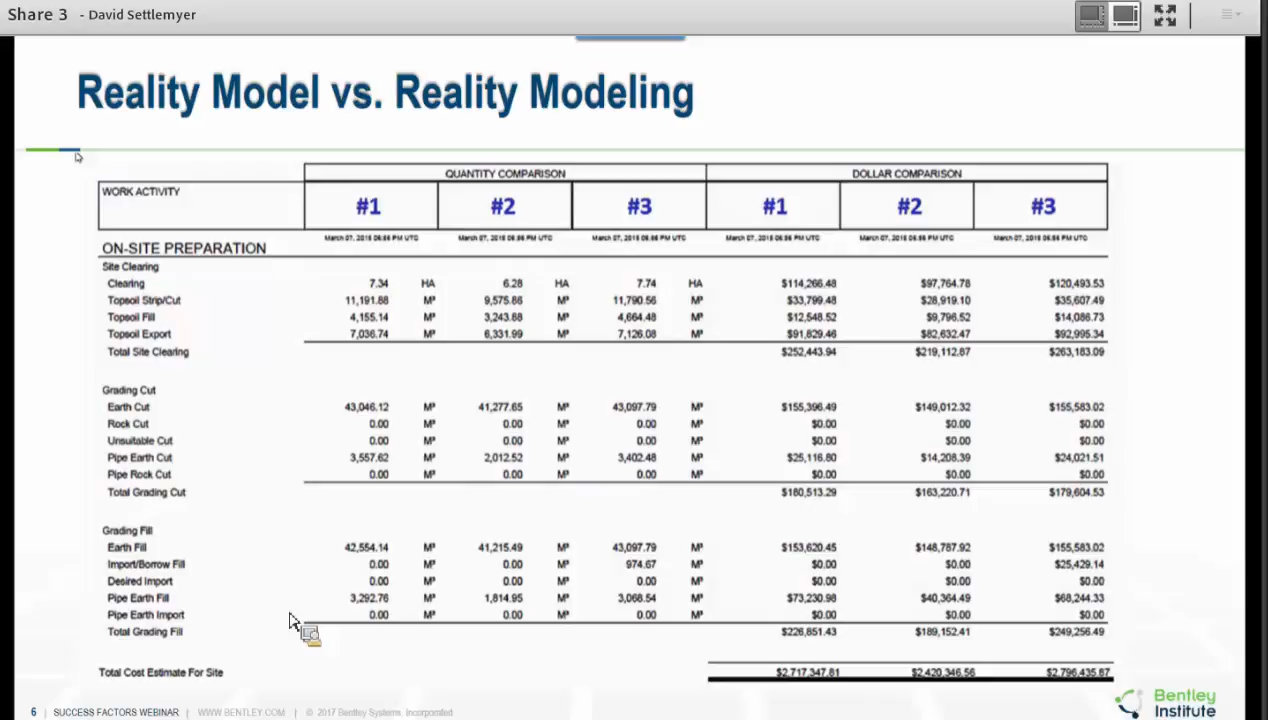 Share 3 - David Settlemyer
Reality Model vs. Reality Modeling
QUANTITY COMPARISON DOLLAR COMPARISON
WORK ACTIVITY #1 #2 #3 #1 #2 #3
ON-SITE PREPARATION
Site Clearing
Clearing 7.34 HA 6.28 HA 7.74 HA $114,266.48 $97,764.78 $120,493.53
Topsoil Strip/Cut 11,191.88 M³ 9,575.86 M³ 11,790.56 M³ $33,799.48 $28,919.10 $35,607.49
Topsoil Fill 4,155.14 M³ 3,243.88 M³ 4,664.48 M³ $12,548.52 $9,796.52 $14,086.73
Topsoil Export 7,036.74 M³ 6,331.99 M³ 7,126.08 M³ $91,829.46 $82,632.47 $92,995.34
Total Site Clearing $252,443.94 $219,112.87 $263,183.09
Grading Cut
Earth Cut 43,046.12 M³ 41,277.65 M³ 43,097.79 M³ $155,396.49 $149,012.32 $155,583.02
Rock Cut 0.00 M³ 0.00 M³ 0.00 M³ $0.00 $0.00 $0.00
Unsuitable Cut 0.00 M³ 0.00 M³ 0.00 M³ $0.00 $0.00 $0.00
Pipe Earth Cut 3,557.62 M³ 2,012.52 M³ 3,402.48 M³ $25,116.80 $14,208.39 $24,021.51
Pipe Rock Cut 0.00 M³ 0.00 M³ 0.00 M³ $0.00 $0.00 $0.00
Total Grading Cut $180,513.29 $163,220.71 $179,604.53
Grading Fill
Earth Fill 42,554.14 M³ 41,215.49 M³ 43,097.79 M³ $153,620.45 $148,787.92 $155,583.02
Import/Borrow Fill 0.00 M³ 0.00 M³ 974.67 M³ $0.00 $0.00 $25,429.14
Desired Import 0.00 M³ 0.00 M³ 0.00 M³ $0.00 $0.00 $0.00
Pipe Earth Fill 3,292.76 M³ 1,814.95 M³ 3,068.54 M³ $73,230.98 $40,364.49 $68,244.33
Pipe Earth Import 0.00 M³ 0.00 M³ 0.00 M³ $0.00 $0.00 $0.00
Total Grading Fill $226,851.43 $189,152.41 $249,256.49
Total Cost Estimate For Site $2,717,347.81 $2,420,346.56 $2,796,435.87
6 | SUCCESS FACTORS WEBINAR | WWW.BENTLEY.COM | © 2017 Bentley Systems, Incorporated
Bentley
Institute